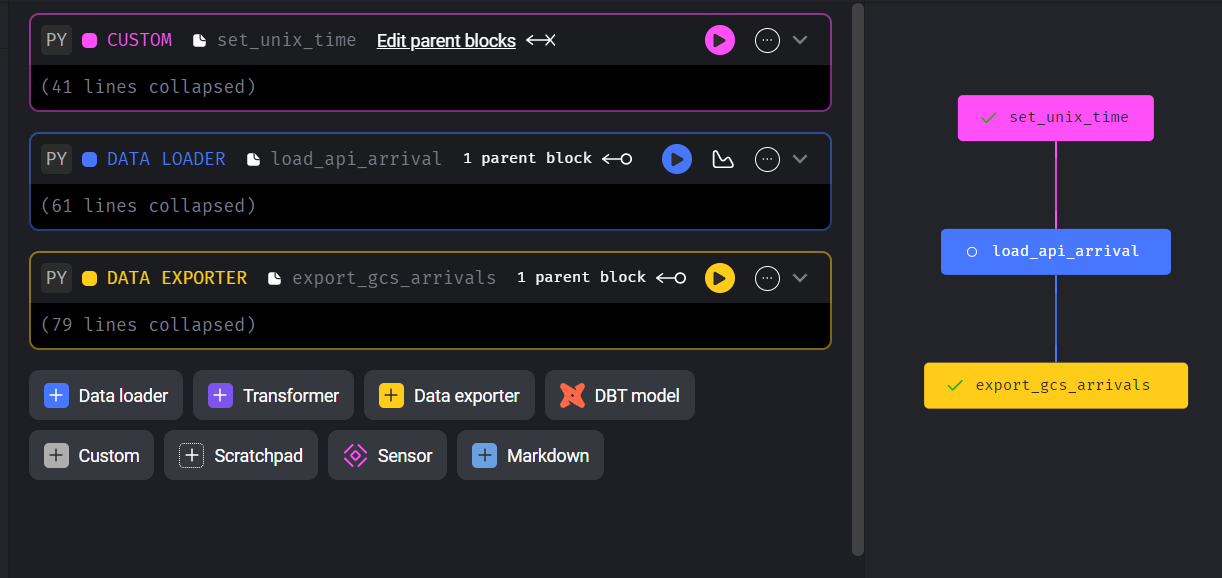 PY CUSTOM set_unix_time Edit parent blocks
(41 lines collapsed)
PY DATA LOADER load_api_arrival 1 parent block
(61 lines collapsed)
PY DATA EXPORTER export_gcs_arrivals 1 parent block
(79 lines collapsed)
Data loader Transformer Data exporter DBT model
Custom Scratchpad Sensor Markdown
set_unix_time
load_api_arrival
export_gcs_arrivals